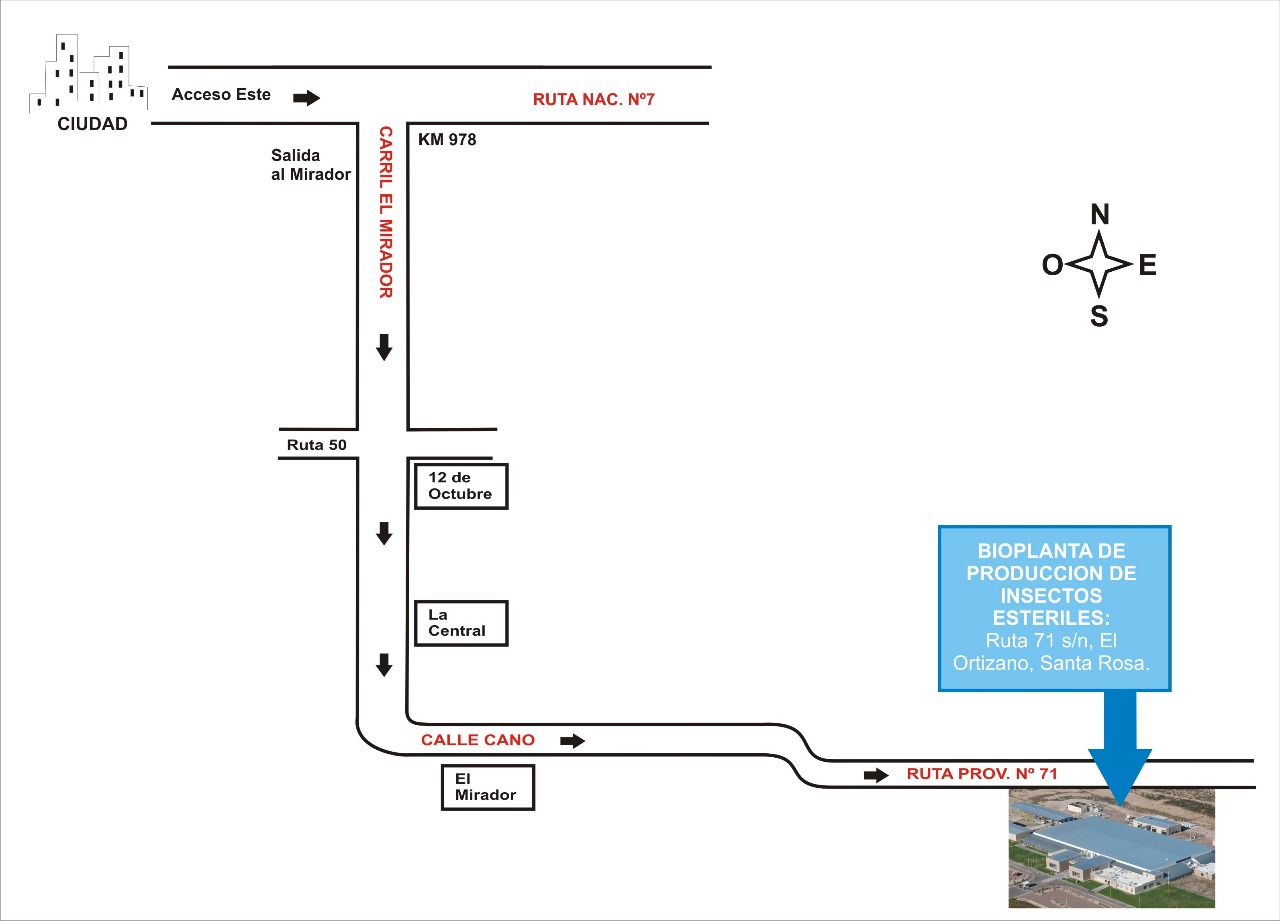 CIUDAD
Acceso Este
RUTA NAC. Nº7
Salida
al Mirador
CARRIL EL MIRADOR
KM 978
N
O
E
S
Ruta 50
12 de
Octubre
La
Central
BIOPLANTA DE
PRODUCCION DE
INSECTOS
ESTERILES:
Ruta 71 s/n, El
Ortizano, Santa Rosa.
CALLE CANO
El
Mirador
RUTA PROV. Nº 71